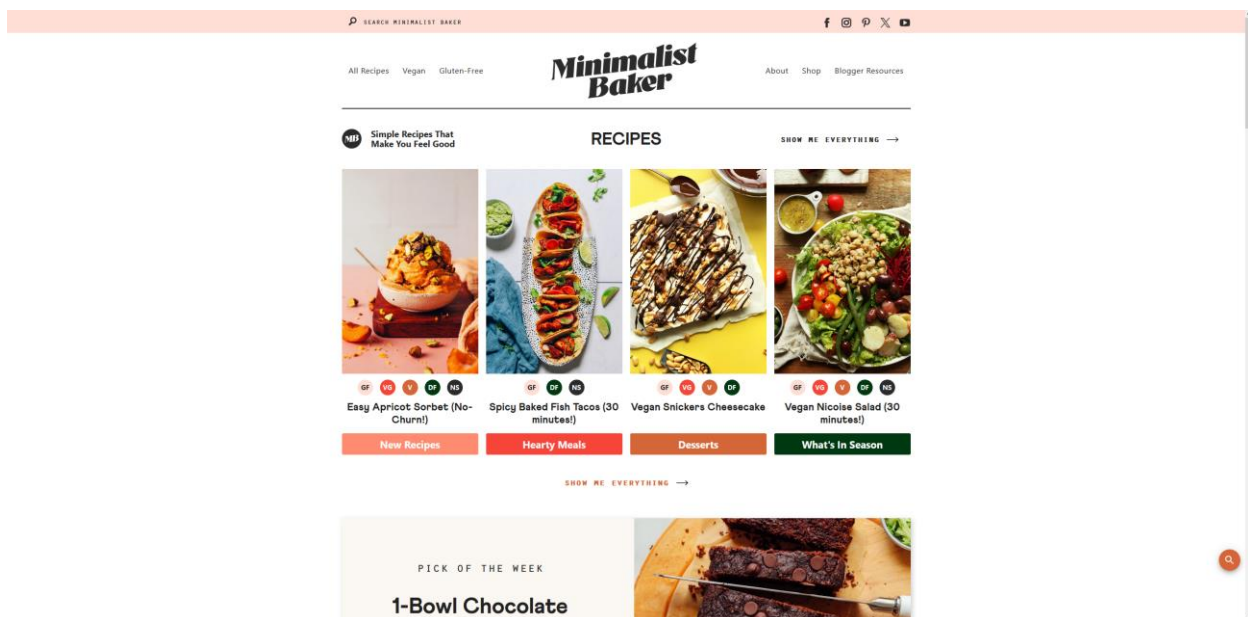 SEARCH MINIMALIST BAKER
All Recipes Vegan Gluten-Free
Minimalist
Baker
About Shop Blogger Resources
MB
Simple Recipes That
Make You Feel Good
RECIPES
SHOW ME EVERYTHING →
GF VG V DF NS
Easy Apricot Sorbet (No-
Churn!)
New Recipes
GF DF NS
Spicy Baked Fish Tacos (30
minutes!)
Hearty Meals
GF VG V DF
Vegan Snickers Cheesecake
Desserts
GF VG V DF NS
Vegan Nicoise Salad (30
minutes!)
What's In Season
SHOW ME EVERYTHING →
PICK OF THE WEEK
1-Bowl Chocolate